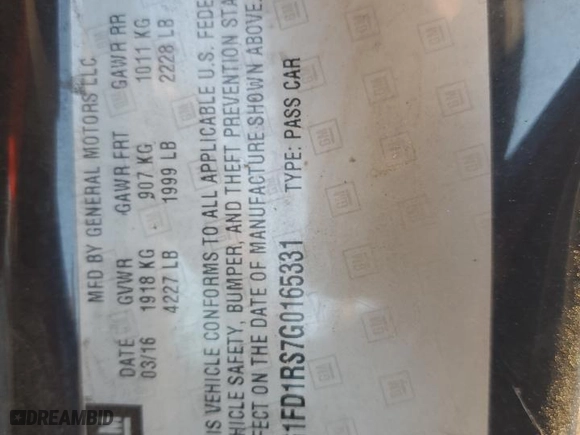 MFD BY GENERAL MOTORS LLC
DATE GVWR GAWR FRT GAWR RR
03/16 1918 KG 907 KG 1011 KG
4227 LB 1999 LB 2228 LB
IS VEHICLE CONFORMS TO ALL APPLICABLE U.S. FEDE
HICLE SAFETY, BUMPER, AND THEFT PREVENTION STA
FECT ON THE DATE OF MANUFACTURE SHOWN ABOVE.
1FD1RS7G0165331 TYPE: PASS CAR
GM
DREAMBID